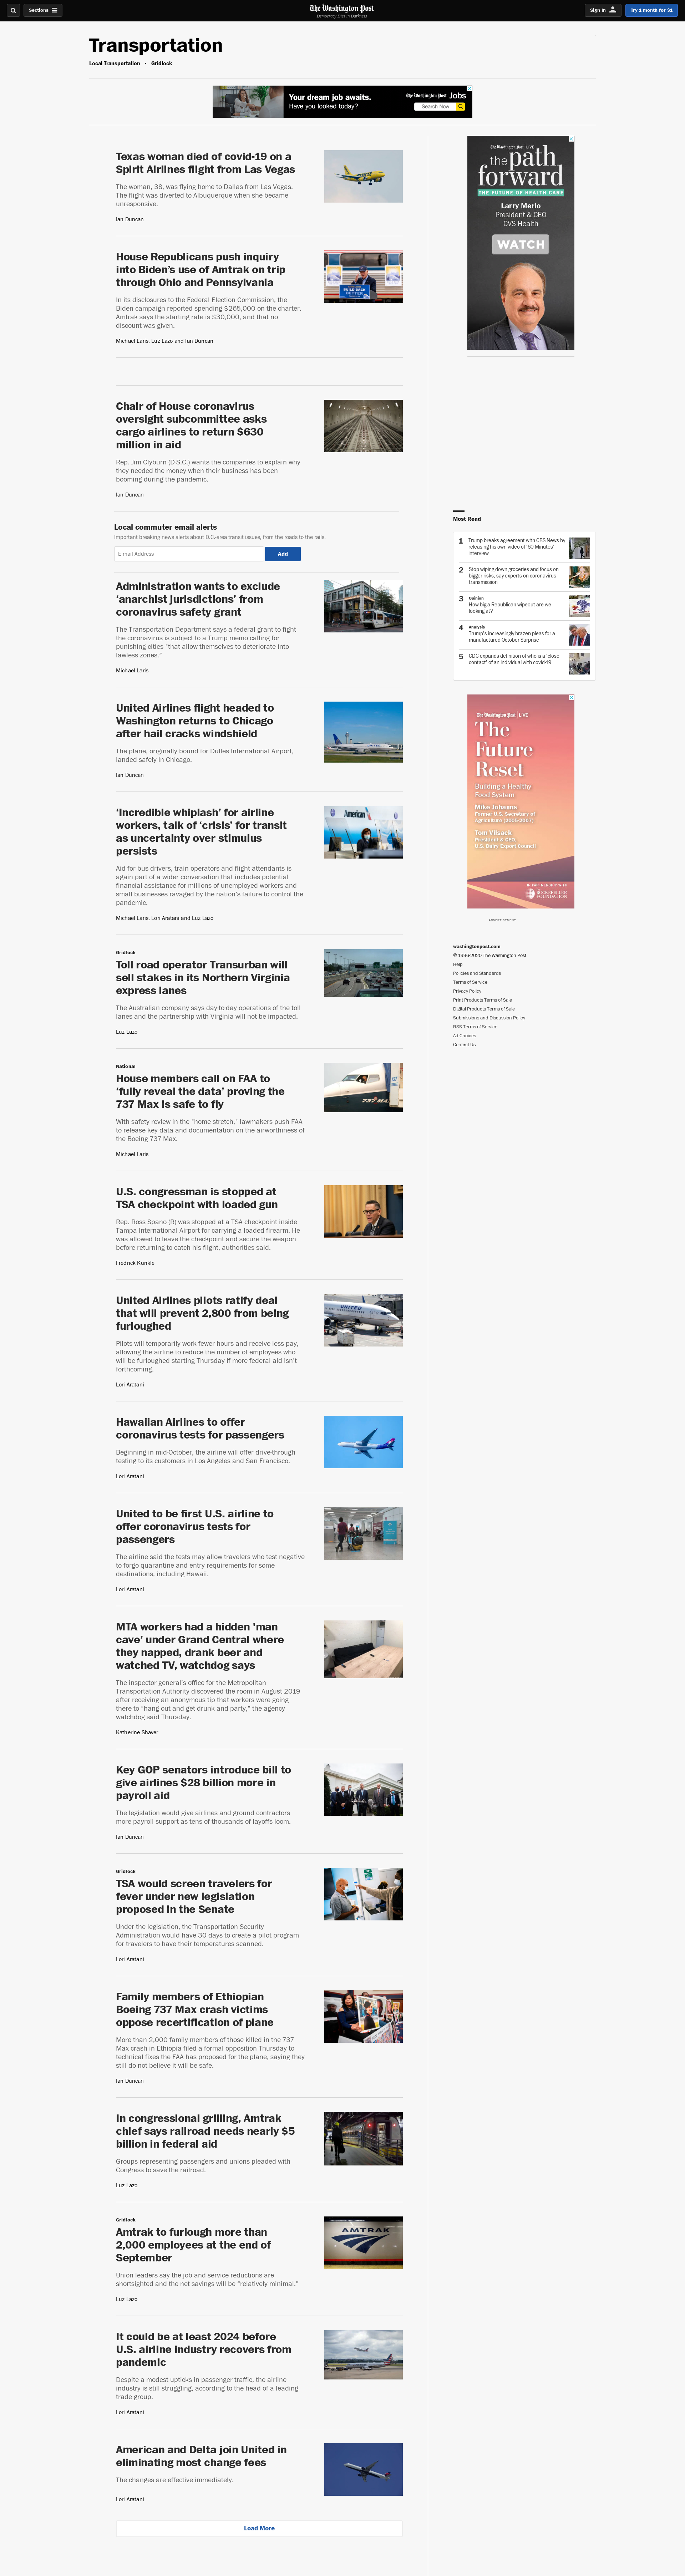 Sections
The Washington Post
Democracy Dies in Darkness
Sign In
Try 1 month for $1
Transportation
Local Transportation • Gridlock
Your dream job awaits.
Have you looked today?
The Washington Post Jobs
Search Now
Texas woman died of covid-19 on a
Spirit Airlines flight from Las Vegas
The woman, 38, was flying home to Dallas from Las Vegas.
The flight was diverted to Albuquerque when she became
unresponsive.
Ian Duncan
House Republicans push inquiry
into Biden’s use of Amtrak on trip
through Ohio and Pennsylvania
In its disclosures to the Federal Election Commission, the
Biden campaign reported spending $265,000 on the charter.
Amtrak says the starting rate is $30,000, and that no
discount was given.
Michael Laris, Luz Lazo and Ian Duncan
Chair of House coronavirus
oversight subcommittee asks
cargo airlines to return $630
million in aid
Rep. Jim Clyburn (D-S.C.) wants the companies to explain why
they needed the money when their business has been
booming during the pandemic.
Ian Duncan
Local commuter email alerts
Important breaking news alerts about D.C.-area transit issues, from the roads to the rails.
E-mail Address
Add
Administration wants to exclude
‘anarchist jurisdictions’ from
coronavirus safety grant
The Transportation Department says a federal grant to fight
the coronavirus is subject to a Trump memo calling for
punishing cities "that allow themselves to deteriorate into
lawless zones."
Michael Laris
United Airlines flight headed to
Washington returns to Chicago
after hail cracks windshield
The plane, originally bound for Dulles International Airport,
landed safely in Chicago.
Ian Duncan
‘Incredible whiplash’ for airline
workers, talk of ‘crisis’ for transit
as uncertainty over stimulus
persists
Aid for bus drivers, train operators and flight attendants is
again part of a wider conversation that includes potential
financial assistance for millions of unemployed workers and
small businesses ravaged by the nation’s failure to control the
pandemic.
Michael Laris, Lori Aratani and Luz Lazo
Gridlock
Toll road operator Transurban will
sell stakes in its Northern Virginia
express lanes
The Australian company says day-to-day operations of the toll
lanes and the partnership with Virginia will not be impacted.
Luz Lazo
National
House members call on FAA to
‘fully reveal the data’ proving the
737 Max is safe to fly
With safety review in the "home stretch," lawmakers push FAA
to release key data and documentation on the airworthiness of
the Boeing 737 Max.
Michael Laris
U.S. congressman is stopped at
TSA checkpoint with loaded gun
Rep. Ross Spano (R) was stopped at a TSA checkpoint inside
Tampa International Airport for carrying a loaded firearm. He
was allowed to leave the checkpoint and secure the weapon
before returning to catch his flight, authorities said.
Fredrick Kunkle
United Airlines pilots ratify deal
that will prevent 2,800 from being
furloughed
Pilots will temporarily work fewer hours and receive less pay,
allowing the airline to reduce the number of employees who
will be furloughed starting Thursday if more federal aid isn’t
forthcoming.
Lori Aratani
Hawaiian Airlines to offer
coronavirus tests for passengers
Beginning in mid-October, the airline will offer drive-through
testing to its customers in Los Angeles and San Francisco.
Lori Aratani
United to be first U.S. airline to
offer coronavirus tests for
passengers
The airline said the tests may allow travelers who test negative
to forgo quarantine and entry requirements for some
destinations, including Hawaii.
Lori Aratani
MTA workers had a hidden 'man
cave’ under Grand Central where
they napped, drank beer and
watched TV, watchdog says
The inspector general’s office for the Metropolitan
Transportation Authority discovered the room in August 2019
after receiving an anonymous tip that workers were going
there to “hang out and get drunk and party,” the agency
watchdog said Thursday.
Katherine Shaver
Key GOP senators introduce bill to
give airlines $28 billion more in
payroll aid
The legislation would give airlines and ground contractors
more payroll support as tens of thousands of layoffs loom.
Ian Duncan
Gridlock
TSA would screen travelers for
fever under new legislation
proposed in the Senate
Under the legislation, the Transportation Security
Administration would have 30 days to create a pilot program
for travelers to have their temperatures scanned.
Lori Aratani
Family members of Ethiopian
Boeing 737 Max crash victims
oppose recertification of plane
More than 2,000 family members of those killed in the 737
Max crash in Ethiopia filed a formal opposition Thursday to
technical fixes the FAA has proposed for the plane, saying they
still do not believe it will be safe.
Ian Duncan
In congressional grilling, Amtrak
chief says railroad needs nearly $5
billion in federal aid
Groups representing passengers and unions pleaded with
Congress to save the railroad.
Luz Lazo
Gridlock
Amtrak to furlough more than
2,000 employees at the end of
September
Union leaders say the job and service reductions are
shortsighted and the net savings will be “relatively minimal.”
Luz Lazo
AMTRAK
It could be at least 2024 before
U.S. airline industry recovers from
pandemic
Despite a modest upticks in passenger traffic, the airline
industry is still struggling, according to the head of a leading
trade group.
Lori Aratani
American and Delta join United in
eliminating most change fees
The changes are effective immediately.
Lori Aratani
Load More
The Washington Post LIVE
the path
forward
THE FUTURE OF HEALTH CARE
Larry Merlo
President & CEO
CVS Health
WATCH
Most Read
1 Trump breaks agreement with CBS News by
releasing his own video of ‘60 Minutes’
interview
2 Stop wiping down groceries and focus on
bigger risks, say experts on coronavirus
transmission
3 Opinion
How big a Republican wipeout are we
looking at?
4 Analysis
Trump’s increasingly brazen pleas for a
manufactured October Surprise
5 CDC expands definition of who is a ‘close
contact’ of an individual with covid-19
The Washington Post LIVE
The
Future
Reset
Building a Healthy
Food System
Mike Johanns
Former U.S. Secretary of
Agriculture (2005-2007)
Tom Vilsack
President & CEO,
U.S. Dairy Export Council
IN PARTNERSHIP WITH
The
ROCKEFELLER
FOUNDATION
ADVERTISEMENT
washingtonpost.com
© 1996-2020 The Washington Post
Help
Policies and Standards
Terms of Service
Privacy Policy
Print Products Terms of Sale
Digital Products Terms of Sale
Submissions and Discussion Policy
RSS Terms of Service
Ad Choices
Contact Us